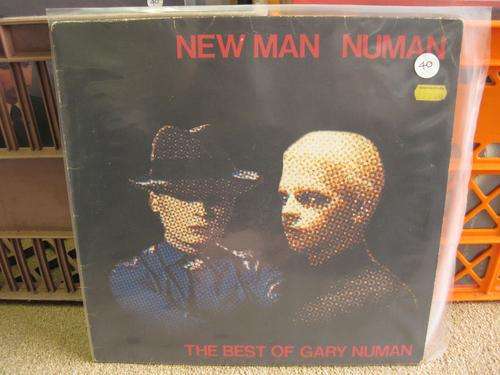 NEW MAN NUMAN
40
THE BEST OF GARY NUMAN